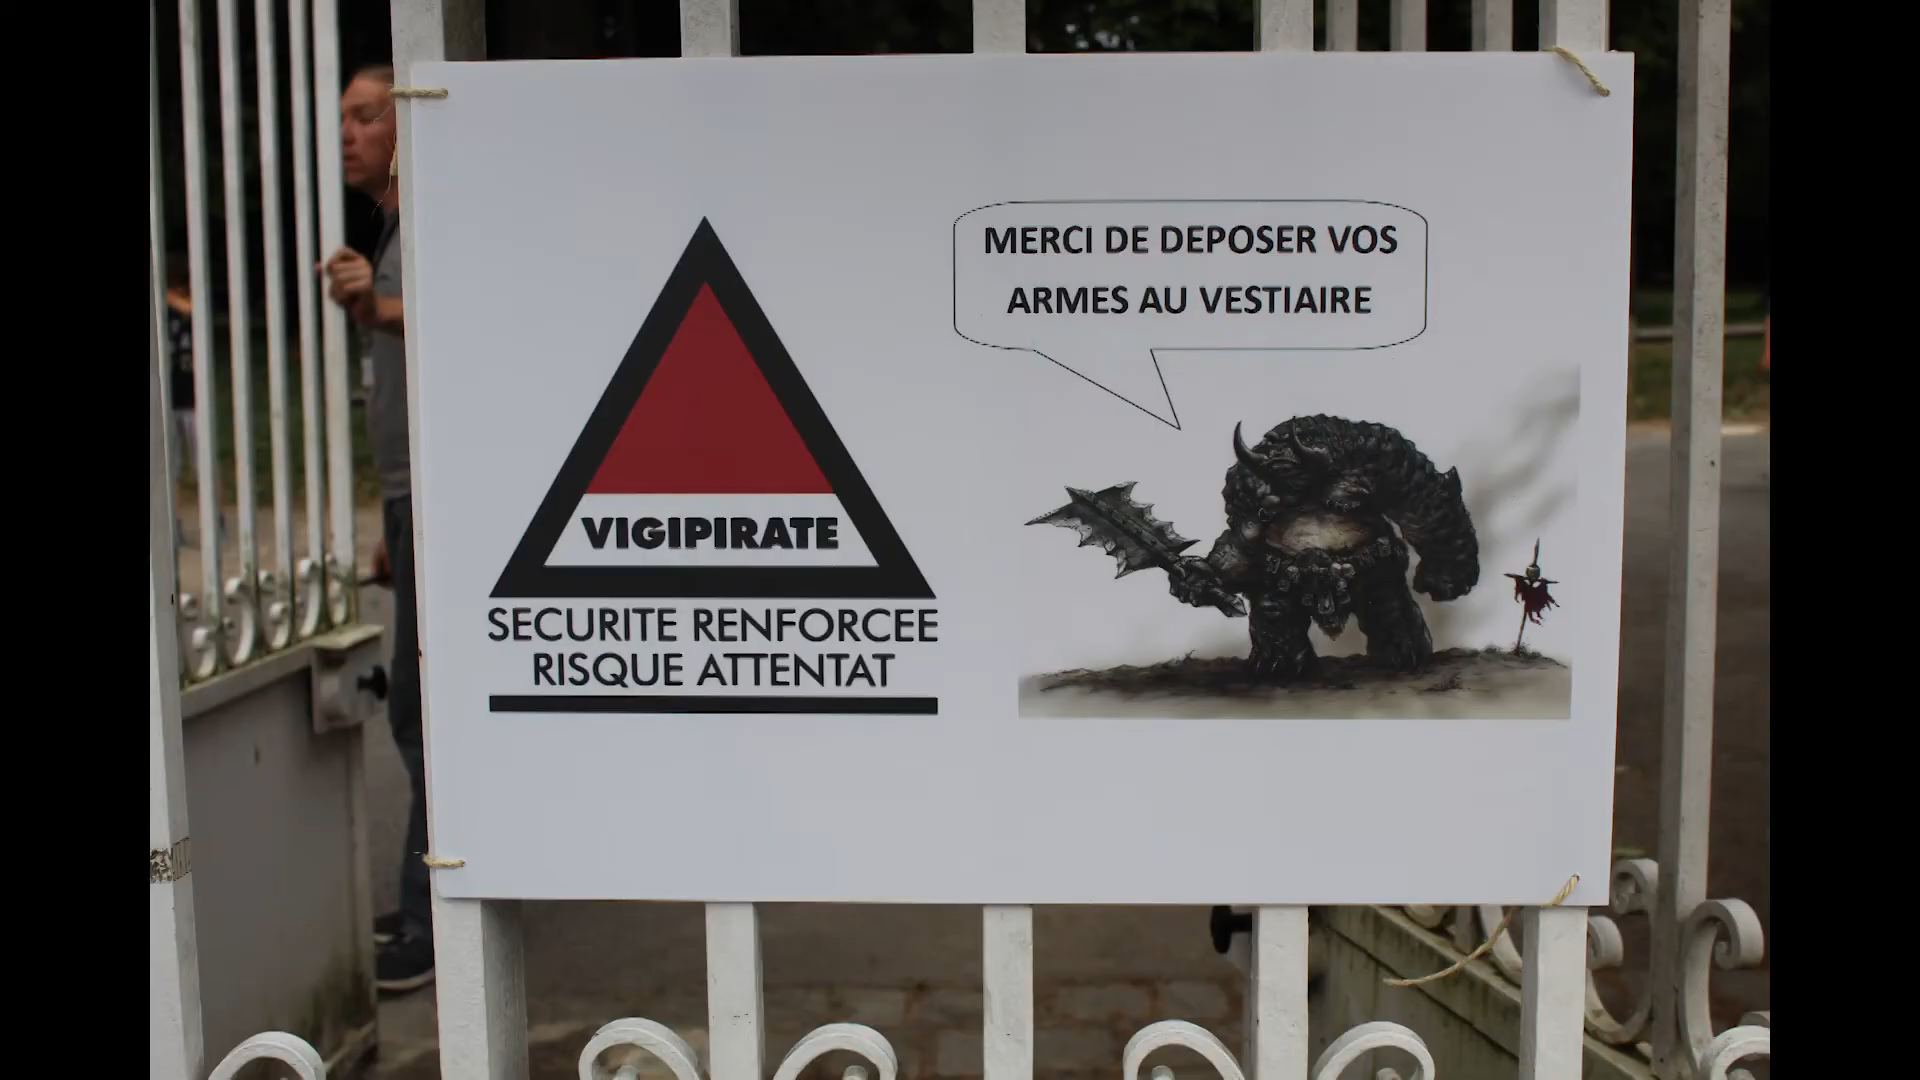 VIGIPIRATE
SECURITE RENFORCEE
RISQUE ATTENTAT
MERCI DE DEPOSER VOS
ARMES AU VESTIAIRE